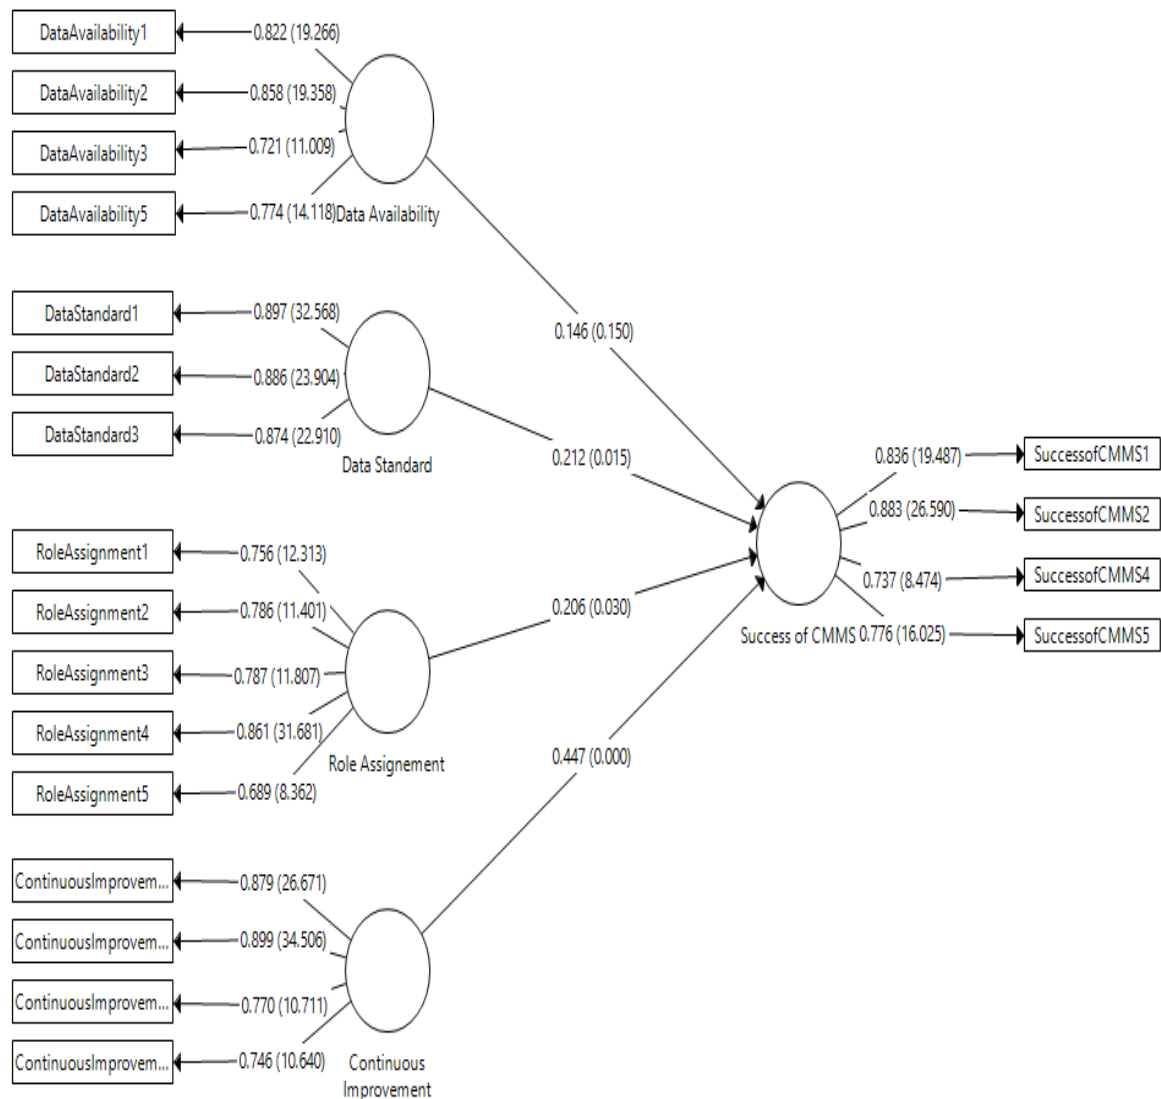 DataAvailability1
0.822 (19.266)
DataAvailability2
0.858 (19.358)
DataAvailability3
0.721 (11.009)
DataAvailability5
0.774 (14.118)
Data Availability
0.146 (0.150)
DataStandard1
0.897 (32.568)
DataStandard2
0.886 (23.904)
DataStandard3
0.874 (22.910)
Data Standard
0.212 (0.015)
RoleAssignment1
0.756 (12.313)
RoleAssignment2
0.786 (11.401)
RoleAssignment3
0.787 (11.807)
RoleAssignment4
0.861 (31.681)
RoleAssignment5
0.689 (8.362)
Role Assignement
0.206 (0.030)
ContinuousImprovem...
0.879 (26.671)
ContinuousImprovem...
0.899 (34.506)
ContinuousImprovem...
0.770 (10.711)
ContinuousImprovem...
0.746 (10.640)
Continuous
Improvement
0.447 (0.000)
Success of CMMS
0.836 (19.487)
SuccessofCMMS1
0.883 (26.590)
SuccessofCMMS2
0.737 (8.474)
SuccessofCMMS4
0.776 (16.025)
SuccessofCMMS5